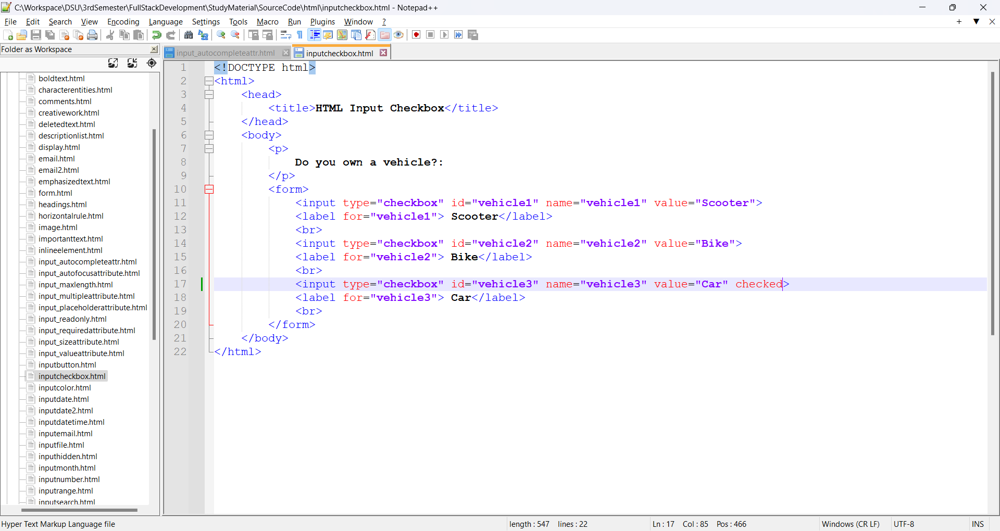 C:\Workspace\DSU\3rdSemester\FullStackDevelopment\StudyMaterial\SourceCode\html\inputcheckbox.html - Notepad++
File Edit Search View Encoding Language Settings Tools Macro Run Plugins Window ?
Folder as Workspace
input_autocompleteattr.html inputcheckbox.html
boldtext.html
characterentities.html
comments.html
creativework.html
deletedtext.html
descriptionlist.html
display.html
email.html
email2.html
emphasizedtext.html
form.html
headings.html
horizontalrule.html
image.html
importanttext.html
inlineelement.html
input_autocompleteattr.html
input_autofocusattribute.html
input_maxlength.html
input_multipleattribute.html
input_placeholderattribute.html
input_readonly.html
input_requiredattribute.html
input_sizeattribute.html
input_valueattribute.html
inputbutton.html
inputcheckbox.html
inputcolor.html
inputdate.html
inputdate2.html
inputdatetime.html
inputemail.html
inputfile.html
inputhidden.html
inputmonth.html
inputnumber.html
inputrange.html
inputsearch.html
1 <!DOCTYPE html>
2 <html>
3 <head>
4 <title>HTML Input Checkbox</title>
5 </head>
6 <body>
7 <p>
8 Do you own a vehicle?:
9 </p>
10 <form>
11 <input type="checkbox" id="vehicle1" name="vehicle1" value="Scooter">
12 <label for="vehicle1"> Scooter</label>
13 <br>
14 <input type="checkbox" id="vehicle2" name="vehicle2" value="Bike">
15 <label for="vehicle2"> Bike</label>
16 <br>
17 <input type="checkbox" id="vehicle3" name="vehicle3" value="Car" checked>
18 <label for="vehicle3"> Car</label>
19 <br>
20 </form>
21 </body>
22 </html>
Hyper Text Markup Language file length : 547 lines : 22 Ln : 17 Col : 85 Pos : 466 Windows (CR LF) UTF-8 INS